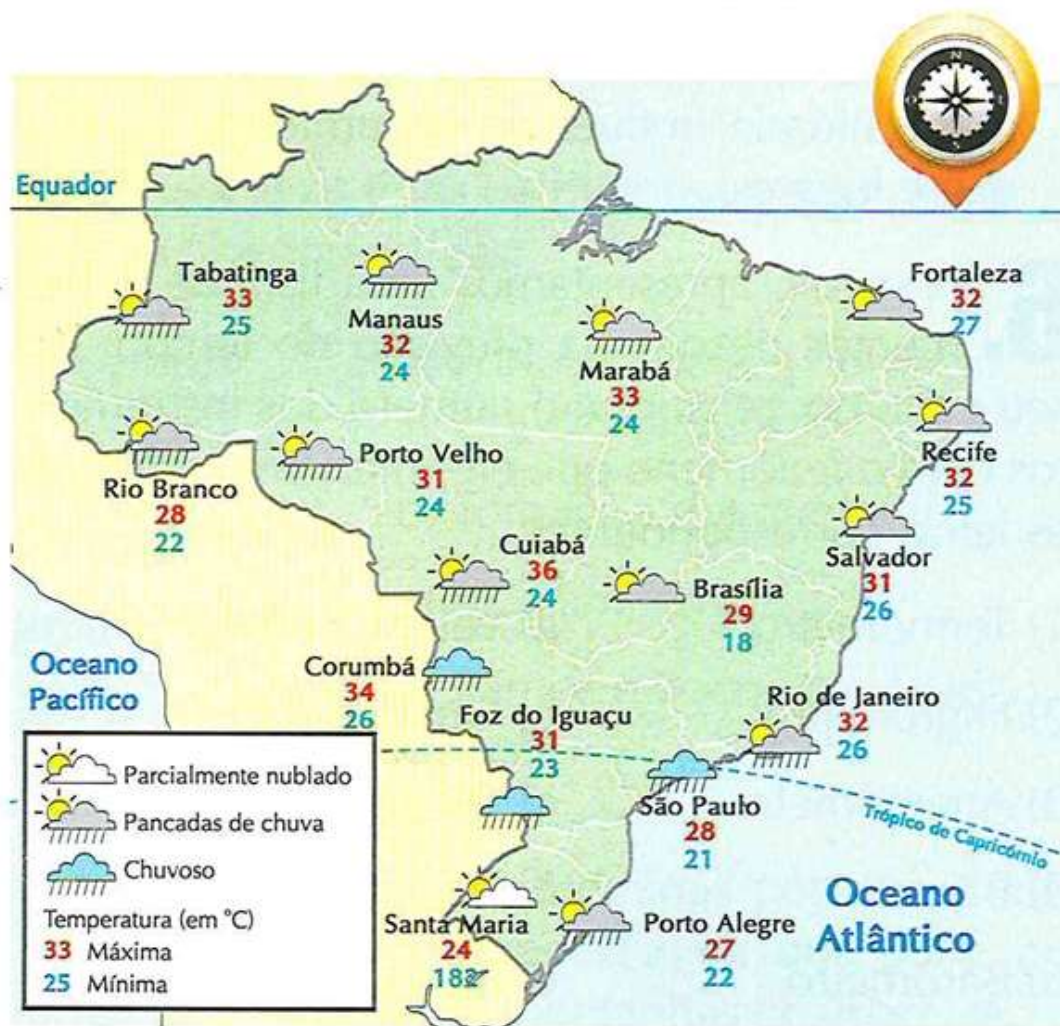 Equador
Tabatinga
33
25
Manaus
32
24
Marabá
33
24
Fortaleza
32
27
Recife
32
25
Rio Branco
28
22
Porto Velho
31
24
Cuiabá
36
24
Brasília
29
18
Salvador
31
26
Oceano
Pacífico
Corumbá
34
26
Foz do Iguaçu
31
23
Rio de Janeiro
32
26
São Paulo
28
21
Trópico de Capricórnio
Santa Maria
24
182
Porto Alegre
27
22
Oceano
Atlântico
Parcialmente nublado
Pancadas de chuva
Chuvoso
Temperatura (em °C)
33 Máxima
25 Mínima